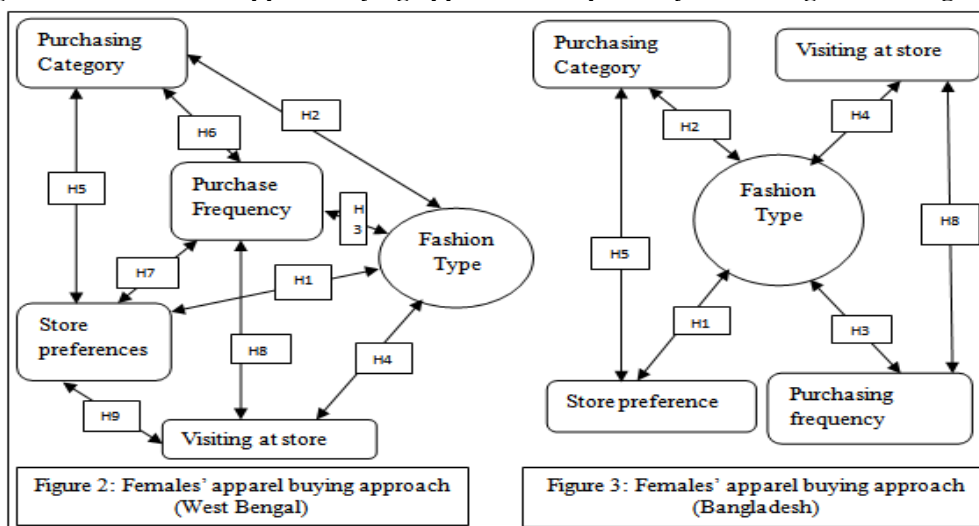 Purchasing
Category
H2
H6
H5
Purchase
Frequency
H
3
Fashion
Type
H7
H1
Store
preferences
H8
H4
H9
Visiting at store
Figure 2: Females' apparel buying approach
(West Bengal)
Purchasing
Category
Visiting at store
H2
H4
Fashion
Type
H8
H5
H1
H3
Store preference
Purchasing
frequency
Figure 3: Females' apparel buying approach
(Bangladesh)